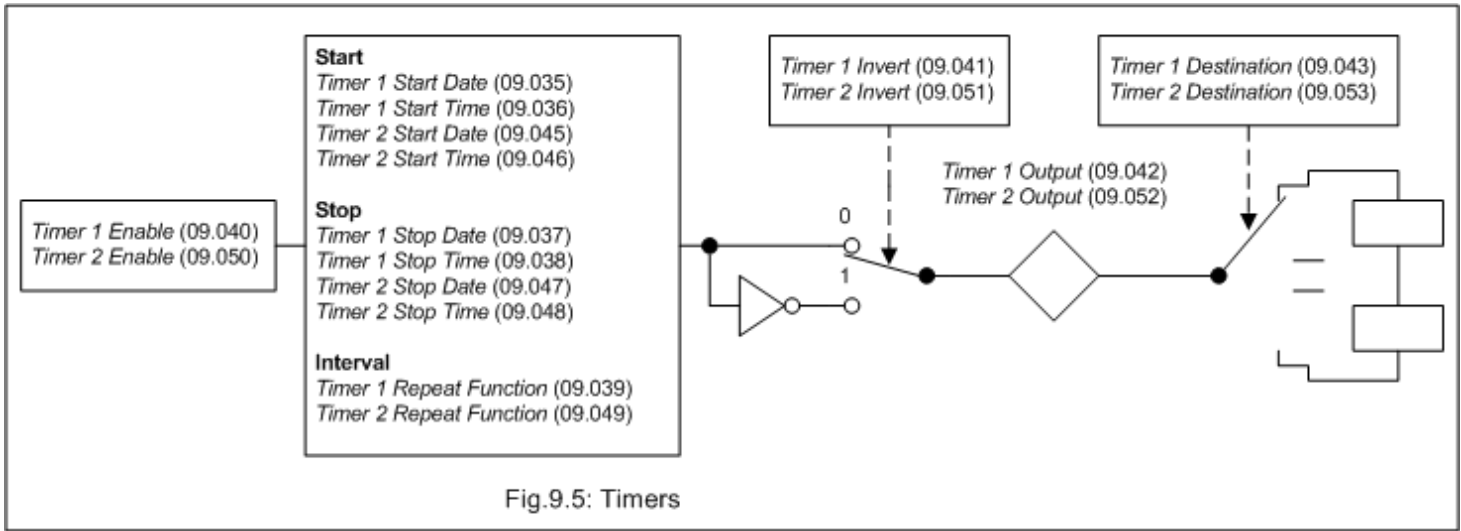 Timer 1 Enable (09.040)
Timer 2 Enable (09.050)
Start
Timer 1 Start Date (09.035)
Timer 1 Start Time (09.036)
Timer 2 Start Date (09.045)
Timer 2 Start Time (09.046)
Stop
Timer 1 Stop Date (09.037)
Timer 1 Stop Time (09.038)
Timer 2 Stop Date (09.047)
Timer 2 Stop Time (09.048)
Interval
Timer 1 Repeat Function (09.039)
Timer 2 Repeat Function (09.049)
Timer 1 Invert (09.041)
Timer 2 Invert (09.051)
0
1
Timer 1 Output (09.042)
Timer 2 Output (09.052)
Timer 1 Destination (09.043)
Timer 2 Destination (09.053)
Fig.9.5: Timers